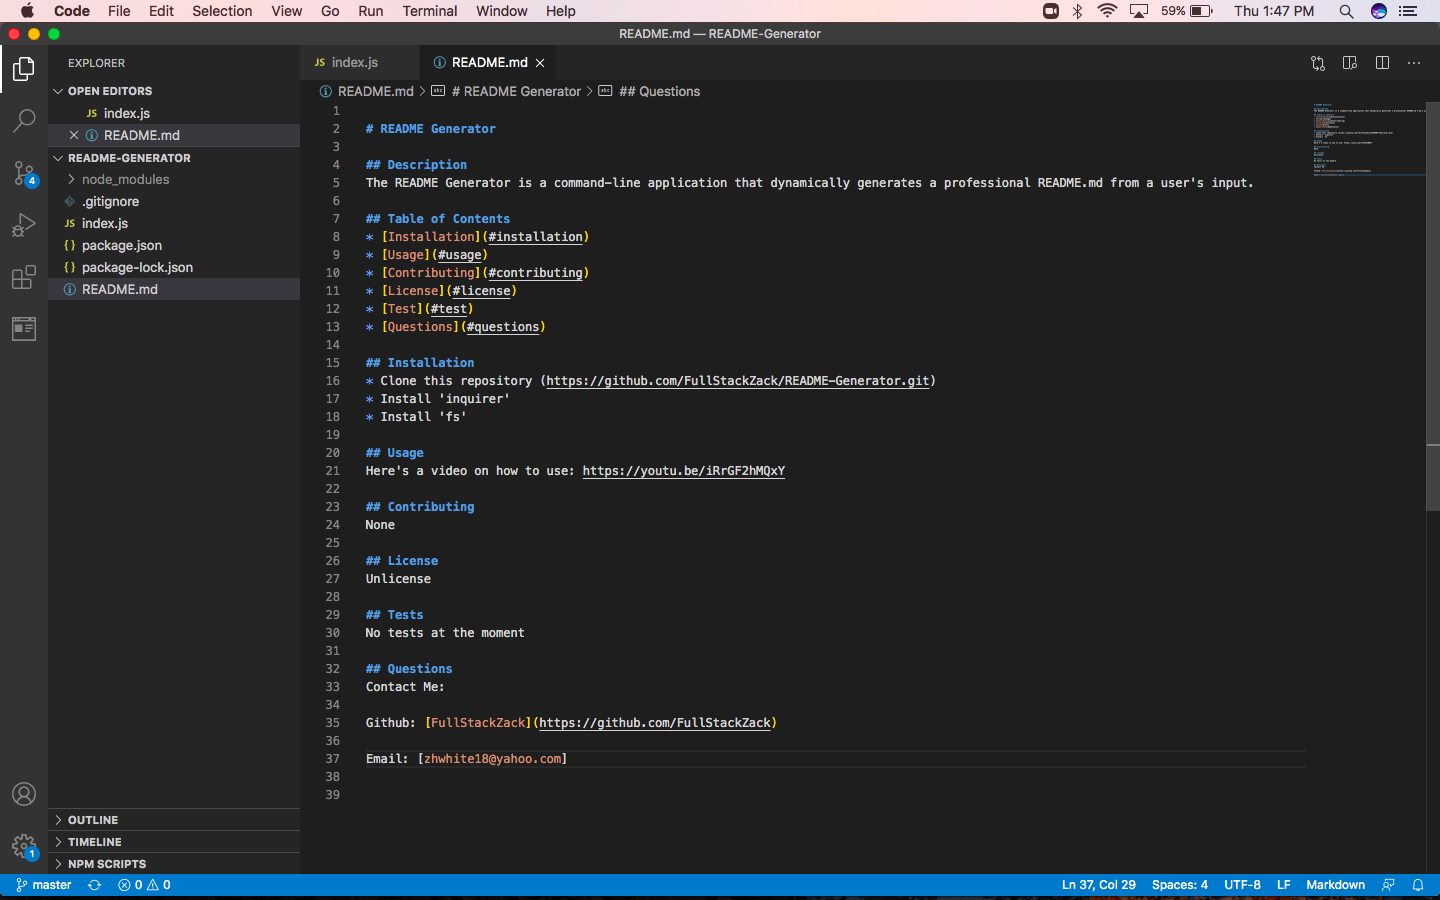 Code File Edit Selection View Go Run Terminal Window Help 59% Thu 1:47 PM
README.md — README-Generator
EXPLORER
OPEN EDITORS
JS index.js
README.md
README-GENERATOR
node_modules
.gitignore
JS index.js
{} package.json
{} package-lock.json
README.md
4
1
OUTLINE
TIMELINE
NPM SCRIPTS
JS index.js README.md
README.md > # README Generator > ## Questions
1
2 # README Generator
3
4 ## Description
5 The README Generator is a command-line application that dynamically generates a professional README.md from a user's input.
6
7 ## Table of Contents
8 * [Installation](#installation)
9 * [Usage](#usage)
10 * [Contributing](#contributing)
11 * [License](#license)
12 * [Test](#test)
13 * [Questions](#questions)
14
15 ## Installation
16 * Clone this repository (https://github.com/FullStackZack/README-Generator.git)
17 * Install 'inquirer'
18 * Install 'fs'
19
20 ## Usage
21 Here's a video on how to use: https://youtu.be/iRrGF2hMQxY
22
23 ## Contributing
24 None
25
26 ## License
27 Unlicense
28
29 ## Tests
30 No tests at the moment
31
32 ## Questions
33 Contact Me:
34
35 Github: [FullStackZack](https://github.com/FullStackZack)
36
37 Email: [zhwhite18@yahoo.com]
38
39
master 0 0 Ln 37, Col 29 Spaces: 4 UTF-8 LF Markdown